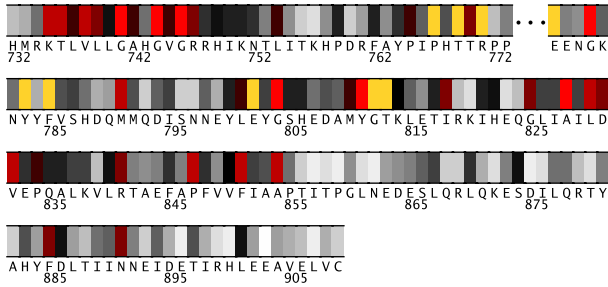 HMRKTLVLLGAHGVGRRHIKNTLITKHPDRFAYPIPHTTRPP ••• EENGK
732 742 752 762 772
NYYFVSHDQMMQDISNNEYLEYGSHEDAMYGTKLETIRKIHEQGLIAILD
785 795 805 815 825
VEPQALKVLRTAEFAPFVVFIAAPTITPGLNEDESLQRLQKESDILQRTY
835 845 855 865 875
AHYFDLTIINNEIDETIRHLEEAVELVC
885 895 905